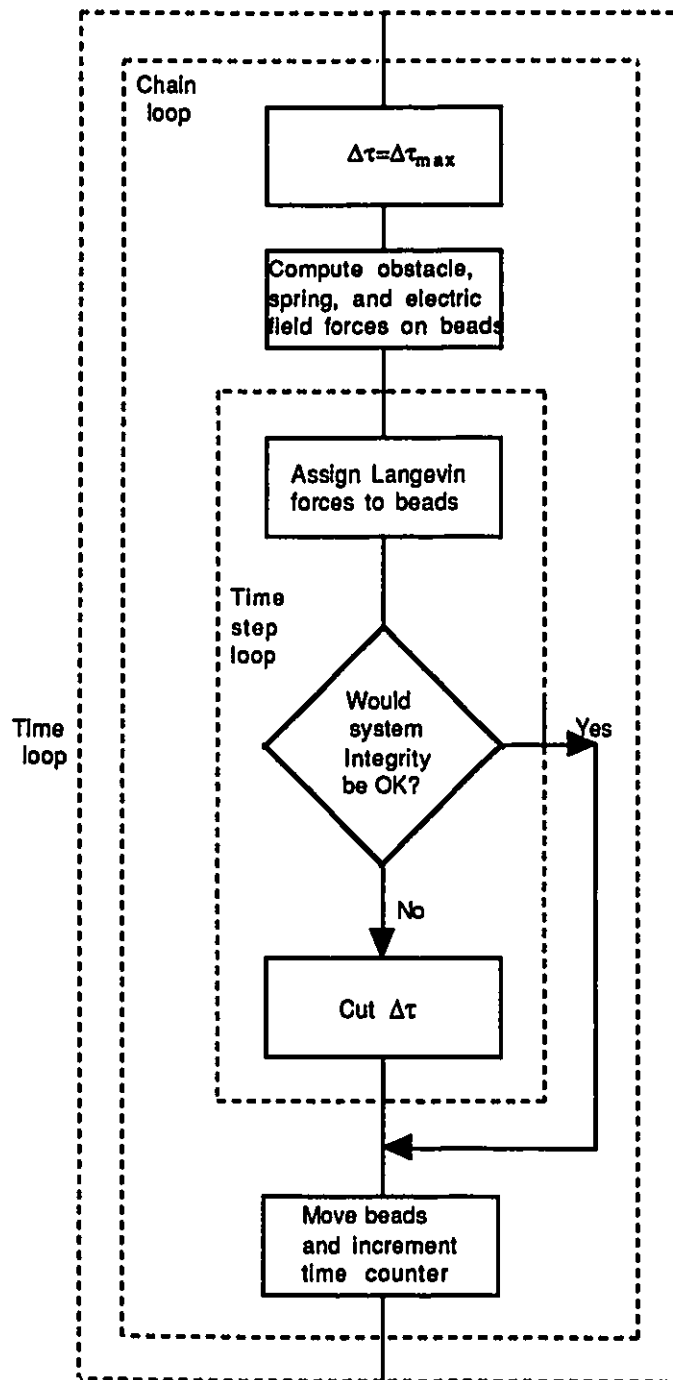 Chain
loop
Δτ=Δτmax
Compute obstacle,
spring, and electric
field forces on beads
Assign Langevin
forces to beads
Time
step
loop
Would
system
Integrity
be OK?
Yes
Time
loop
No
Cut Δτ
Move beads
and increment
time counter